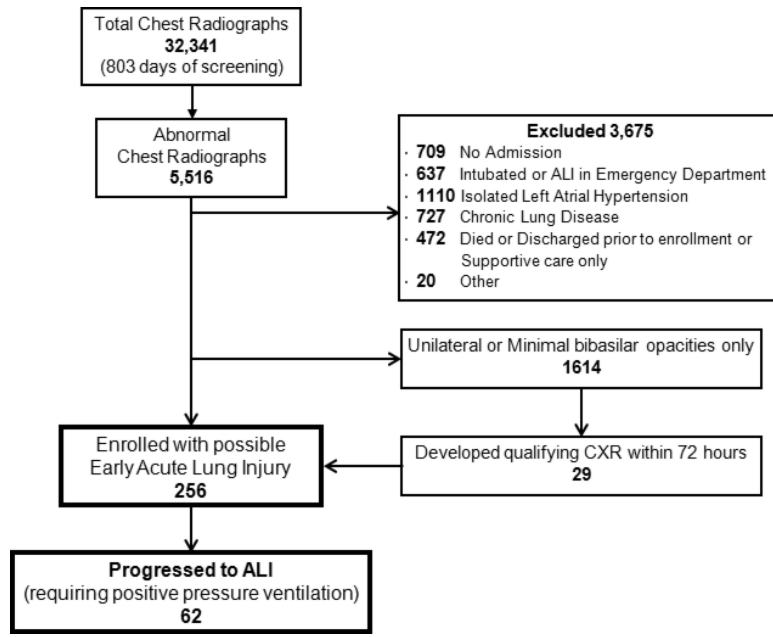 Total Chest Radiographs
32,341
(803 days of screening)
Abnormal
Chest Radiographs
5,516
Excluded 3,675
· 709 No Admission
· 637 Intubated or ALI in Emergency Department
· 1110 Isolated Left Atrial Hypertension
· 727 Chronic Lung Disease
· 472 Died or Discharged prior to enrollment or
Supportive care only
· 20 Other
Unilateral or Minimal bibasilar opacities only
1614
Enrolled with possible
Early Acute Lung Injury
256
Developed qualifying CXR within 72 hours
29
Progressed to ALI
(requiring positive pressure ventilation)
62